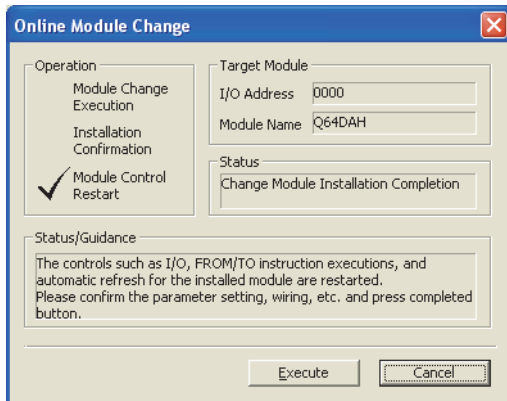 Online Module Change
Operation
Module Change
Execution
Installation
Confirmation
Module Control
Restart
Target Module
I/O Address 0000
Module Name Q64DAH
Status
Change Module Installation Completion
Status/Guidance
The controls such as I/O, FROM/TO instruction executions, and
automatic refresh for the installed module are restarted.
Please confirm the parameter setting, wiring, etc. and press completed
button.
Execute Cancel